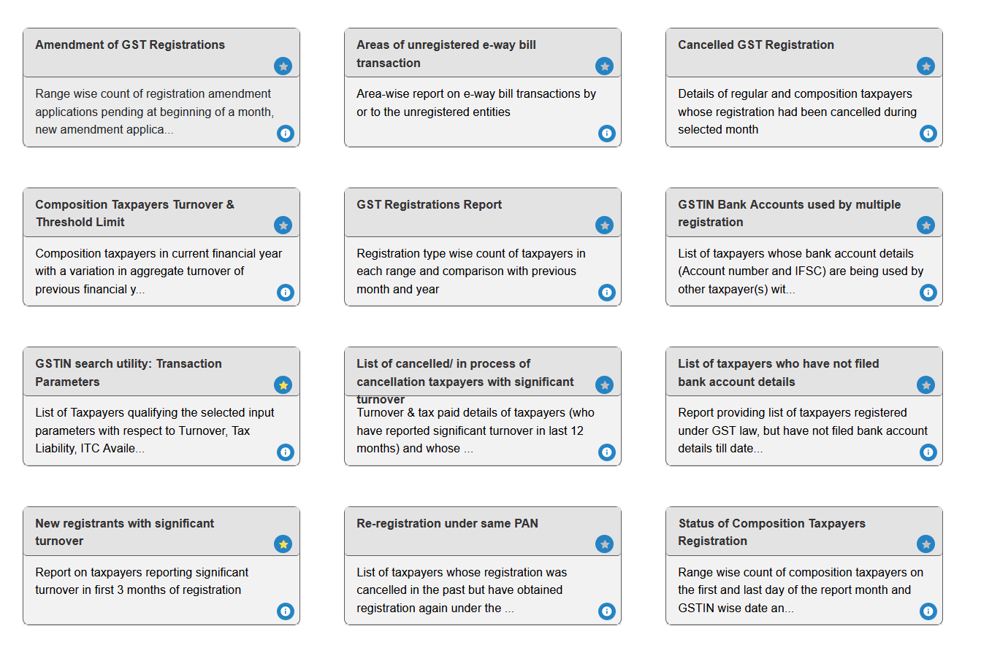 Amendment of GST Registrations
Range wise count of registration amendment
applications pending at beginning of a month,
new amendment applica...
Areas of unregistered e-way bill
transaction
Area-wise report on e-way bill transactions by
or to the unregistered entities
Cancelled GST Registration
Details of regular and composition taxpayers
whose registration had been cancelled during
selected month
Composition Taxpayers Turnover &
Threshold Limit
Composition taxpayers in current financial year
with a variation in aggregate turnover of
previous financial y...
GST Registrations Report
Registration type wise count of taxpayers in
each range and comparison with previous
month and year
GSTIN Bank Accounts used by multiple
registration
List of taxpayers whose bank account details
(Account number and IFSC) are being used by
other taxpayer(s) wit...
GSTIN search utility: Transaction
Parameters
List of Taxpayers qualifying the selected input
parameters with respect to Turnover, Tax
Liability, ITC Availe...
List of cancelled/ in process of
cancellation taxpayers with significant
turnover
Turnover & tax paid details of taxpayers (who
have reported significant turnover in last 12
months) and whose ...
List of taxpayers who have not filed
bank account details
Report providing list of taxpayers registered
under GST law, but have not filed bank account
details till date...
New registrants with significant
turnover
Report on taxpayers reporting significant
turnover in first 3 months of registration
Re-registration under same PAN
List of taxpayers whose registration was
cancelled in the past but have obtained
registration again under the ...
Status of Composition Taxpayers
Registration
Range wise count of composition taxpayers on
the first and last day of the report month and
GSTIN wise date an...